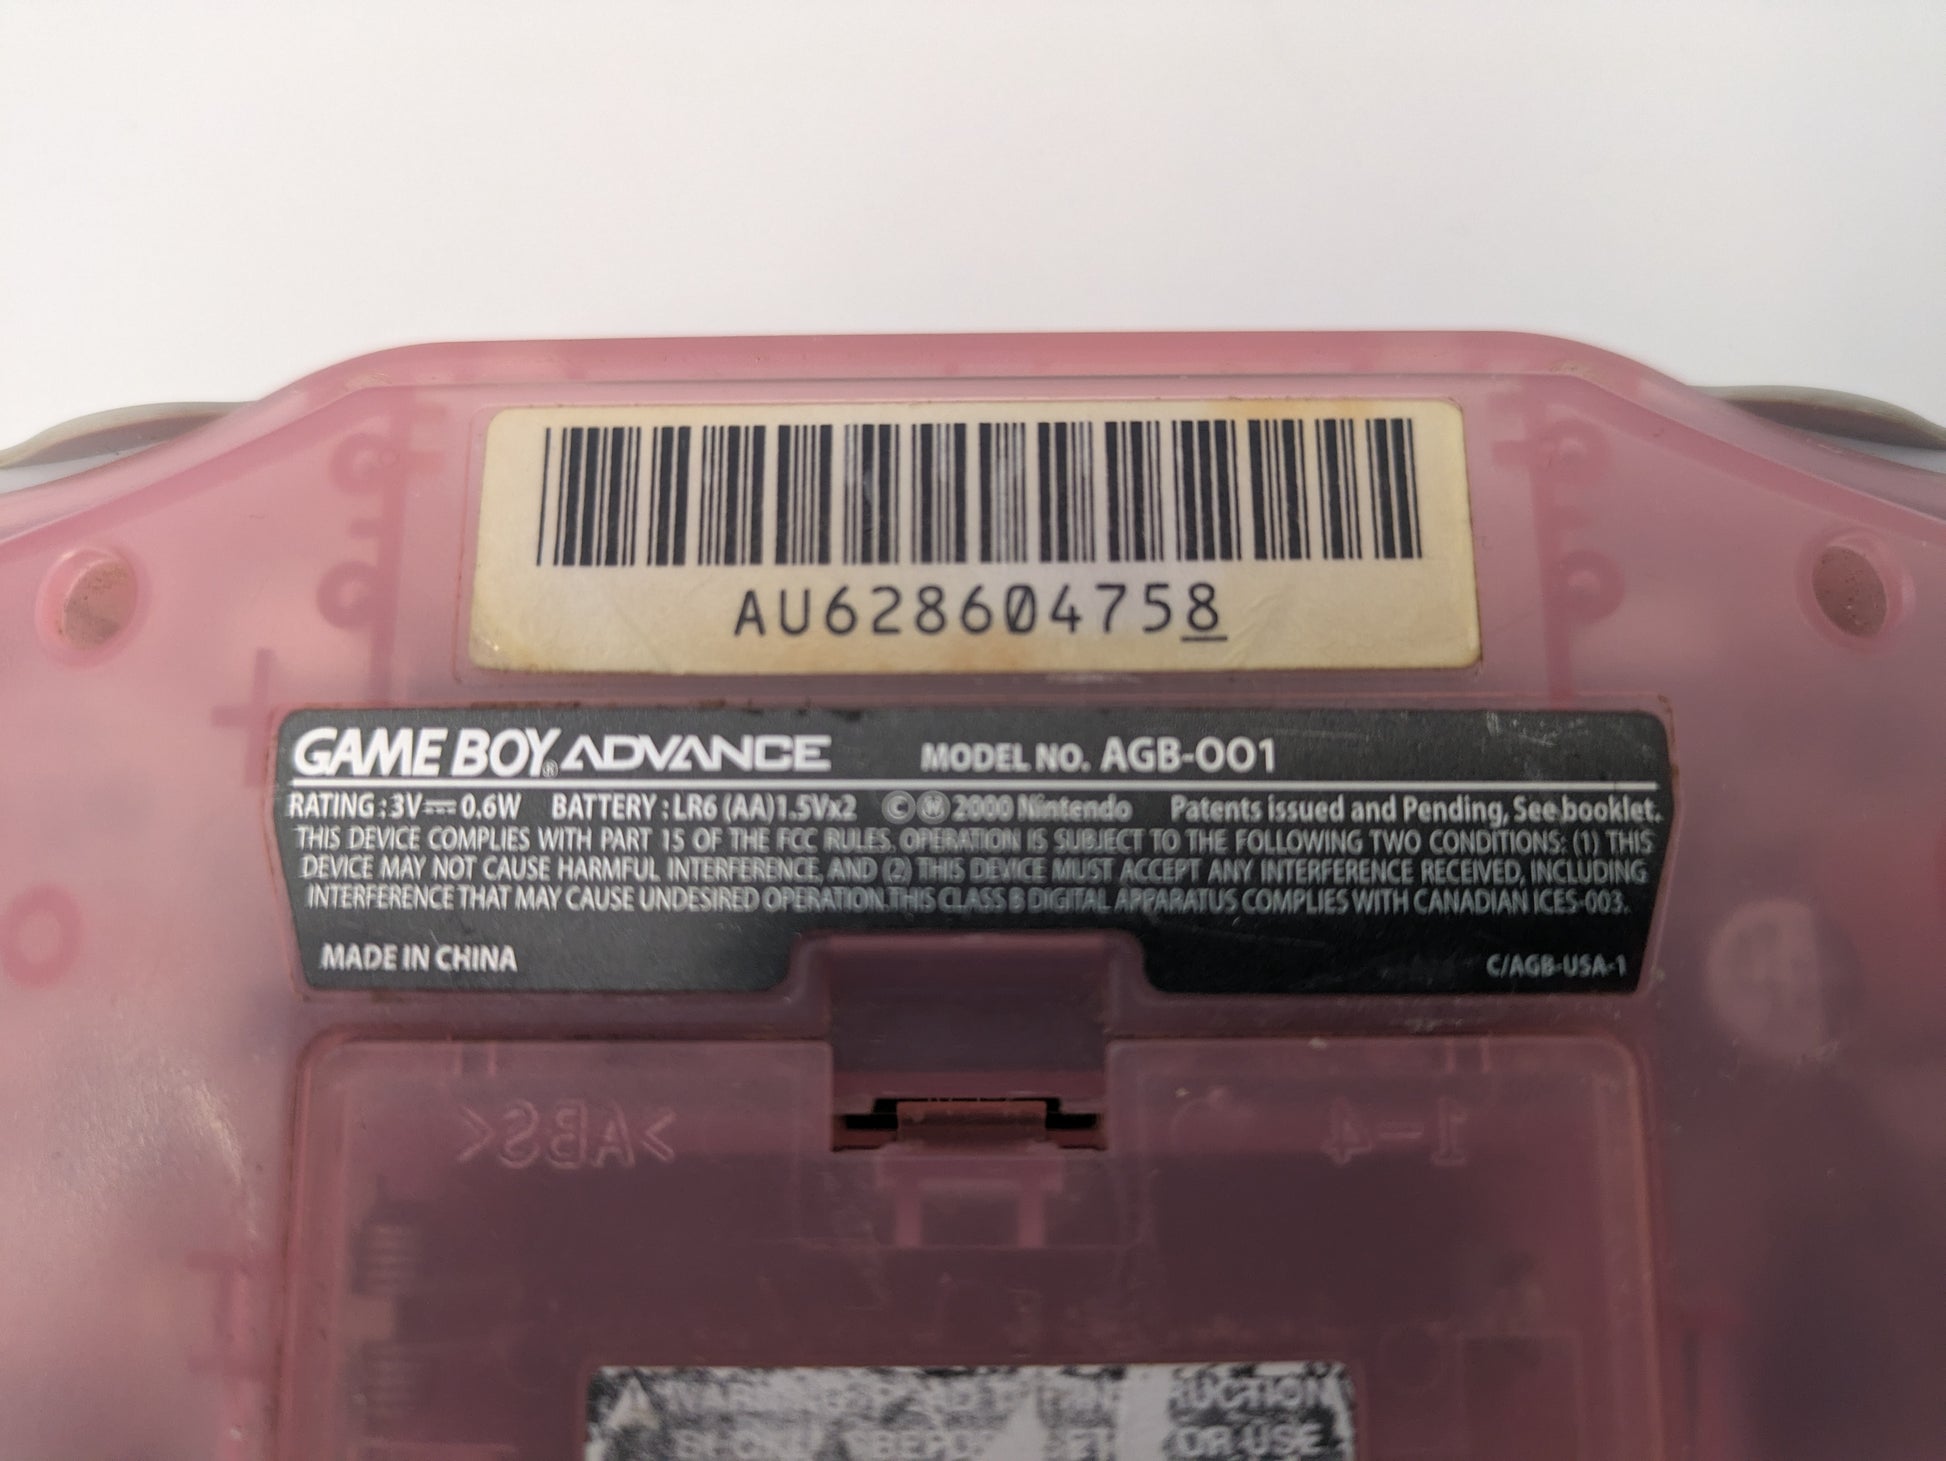 AU628604758
GAME BOY® ADVANCE MODEL NO. AGB-001
RATING : 3V⎓ 0.6W BATTERY : LR6 (AA)1.5Vx2 © Ⓜ 2000 Nintendo Patents issued and Pending, See booklet.
THIS DEVICE COMPLIES WITH PART 15 OF THE FCC RULES. OPERATION IS SUBJECT TO THE FOLLOWING TWO CONDITIONS: (1) THIS
DEVICE MAY NOT CAUSE HARMFUL INTERFERENCE, AND (2) THIS DEVICE MUST ACCEPT ANY INTERFERENCE RECEIVED, INCLUDING
INTERFERENCE THAT MAY CAUSE UNDESIRED OPERATION.THIS CLASS B DIGITAL APPARATUS COMPLIES WITH CANADIAN ICES-003.
MADE IN CHINA C/AGB-USA-1
>ABS< 1-4
OR USE